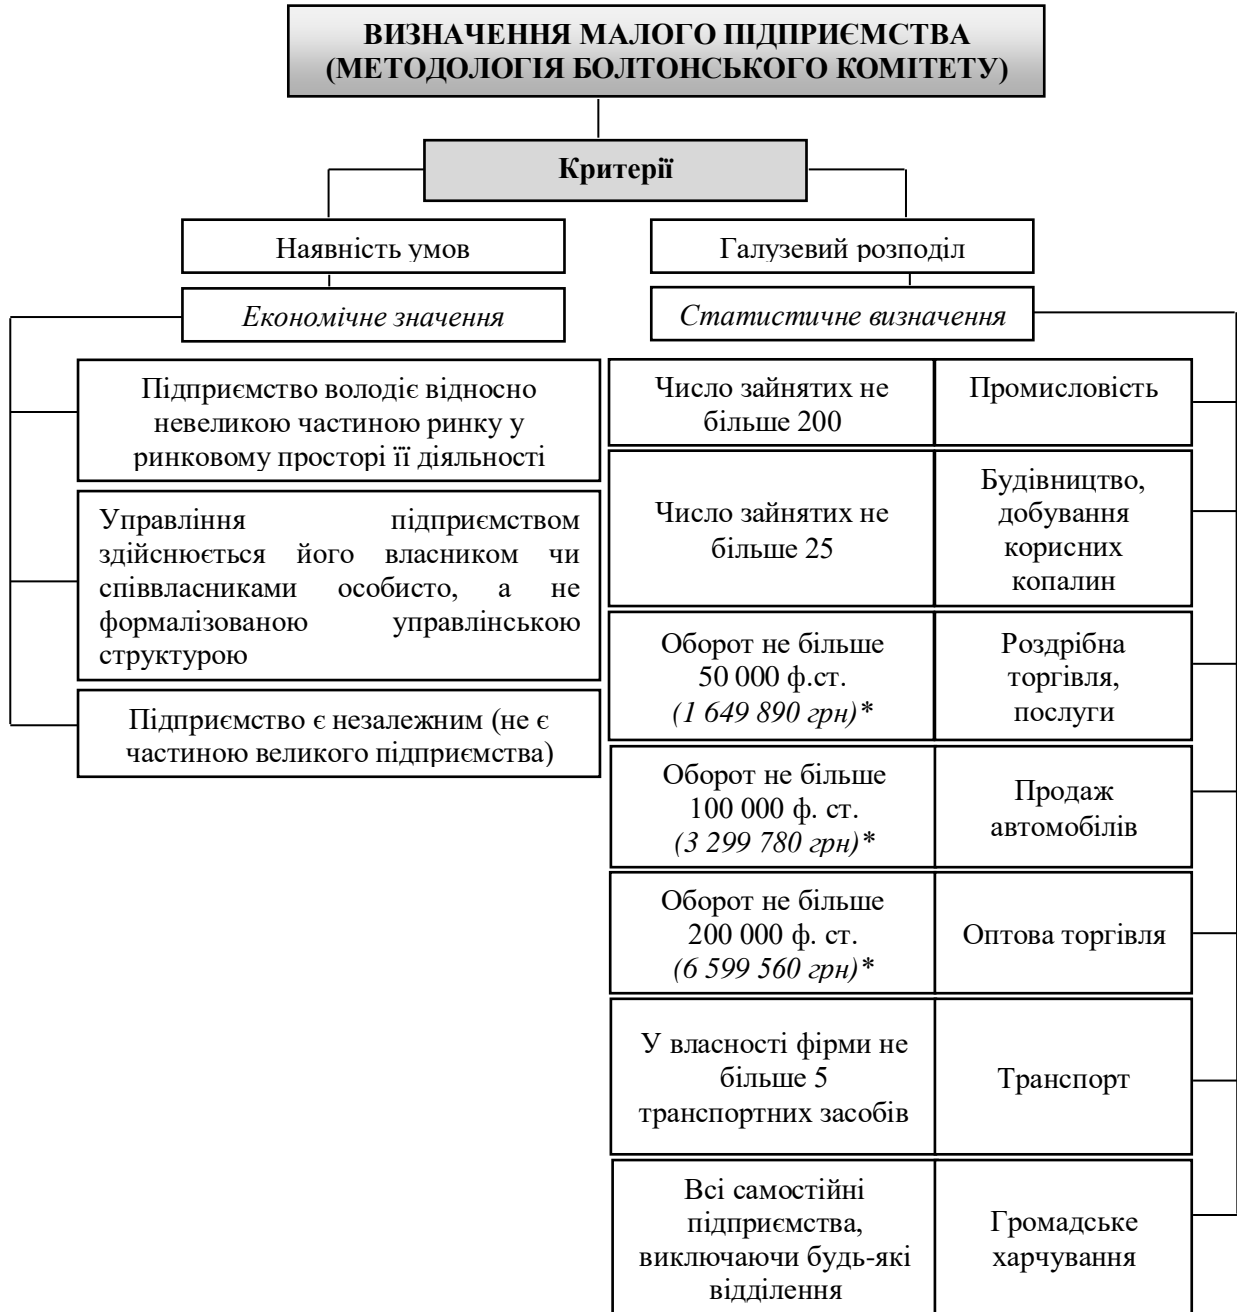 ВИЗНАЧЕННЯ МАЛОГО ПІДПРИЄМСТВА
(МЕТОДОЛОГІЯ БОЛТОНСЬКОГО КОМІТЕТУ)
Критерії
Наявність умов
Галузевий розподіл
Економічне значення
Статистичне визначення
Підприємство володіє відносно
невеликою частиною ринку у
ринковому просторі її діяльності
Управління підприємством
здійснюється його власником чи
співвласниками особисто, а не
формалізованою управлінською
структурою
Підприємство є незалежним (не є
частиною великого підприємства)
Число зайнятих не
більше 200
Промисловість
Число зайнятих не
більше 25
Будівництво,
добування
корисних
копалин
Оборот не більше
50 000 ф.ст.
(1 649 890 грн)*
Роздрібна
торгівля,
послуги
Оборот не більше
100 000 ф. ст.
(3 299 780 грн)*
Продаж
автомобілів
Оборот не більше
200 000 ф. ст.
(6 599 560 грн)*
Оптова торгівля
У власності фірми не
більше 5
транспортних засобів
Транспорт
Всі самостійні
підприємства,
виключаючи будь-які
відділення
Громадське
харчування